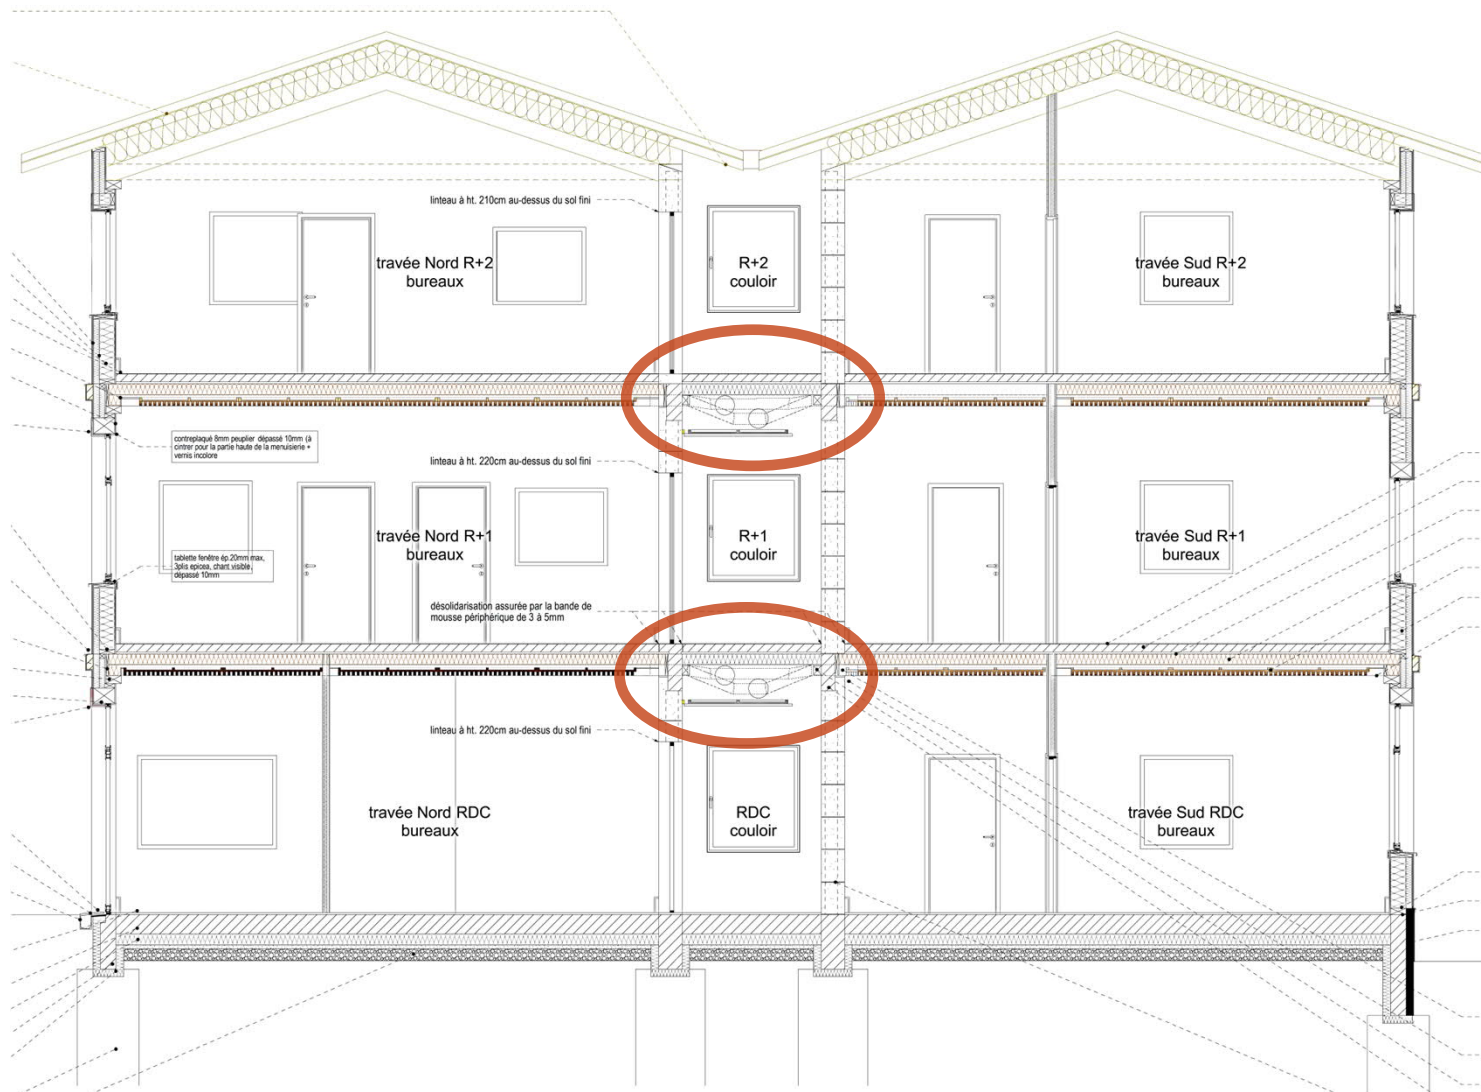 linteau à ht. 210cm au-dessus du sol fini
travée Nord R+2
bureaux
R+2
couloir
travée Sud R+2
bureaux
contreplaqué 8mm peuplier dépassé 10mm (à
cintrer pour la partie haute de la menuisierie +
vernis incolore
linteau à ht. 220cm au-dessus du sol fini
travée Nord R+1
bureaux
R+1
couloir
travée Sud R+1
bureaux
tablette fenêtre ép.20mm max,
3plis epicea, chant visible,
dépassé 10mm
désolidarisation assurée par la bande de
mousse périphérique de 3 à 5mm
linteau à ht. 220cm au-dessus du sol fini
travée Nord RDC
bureaux
RDC
couloir
travée Sud RDC
bureaux